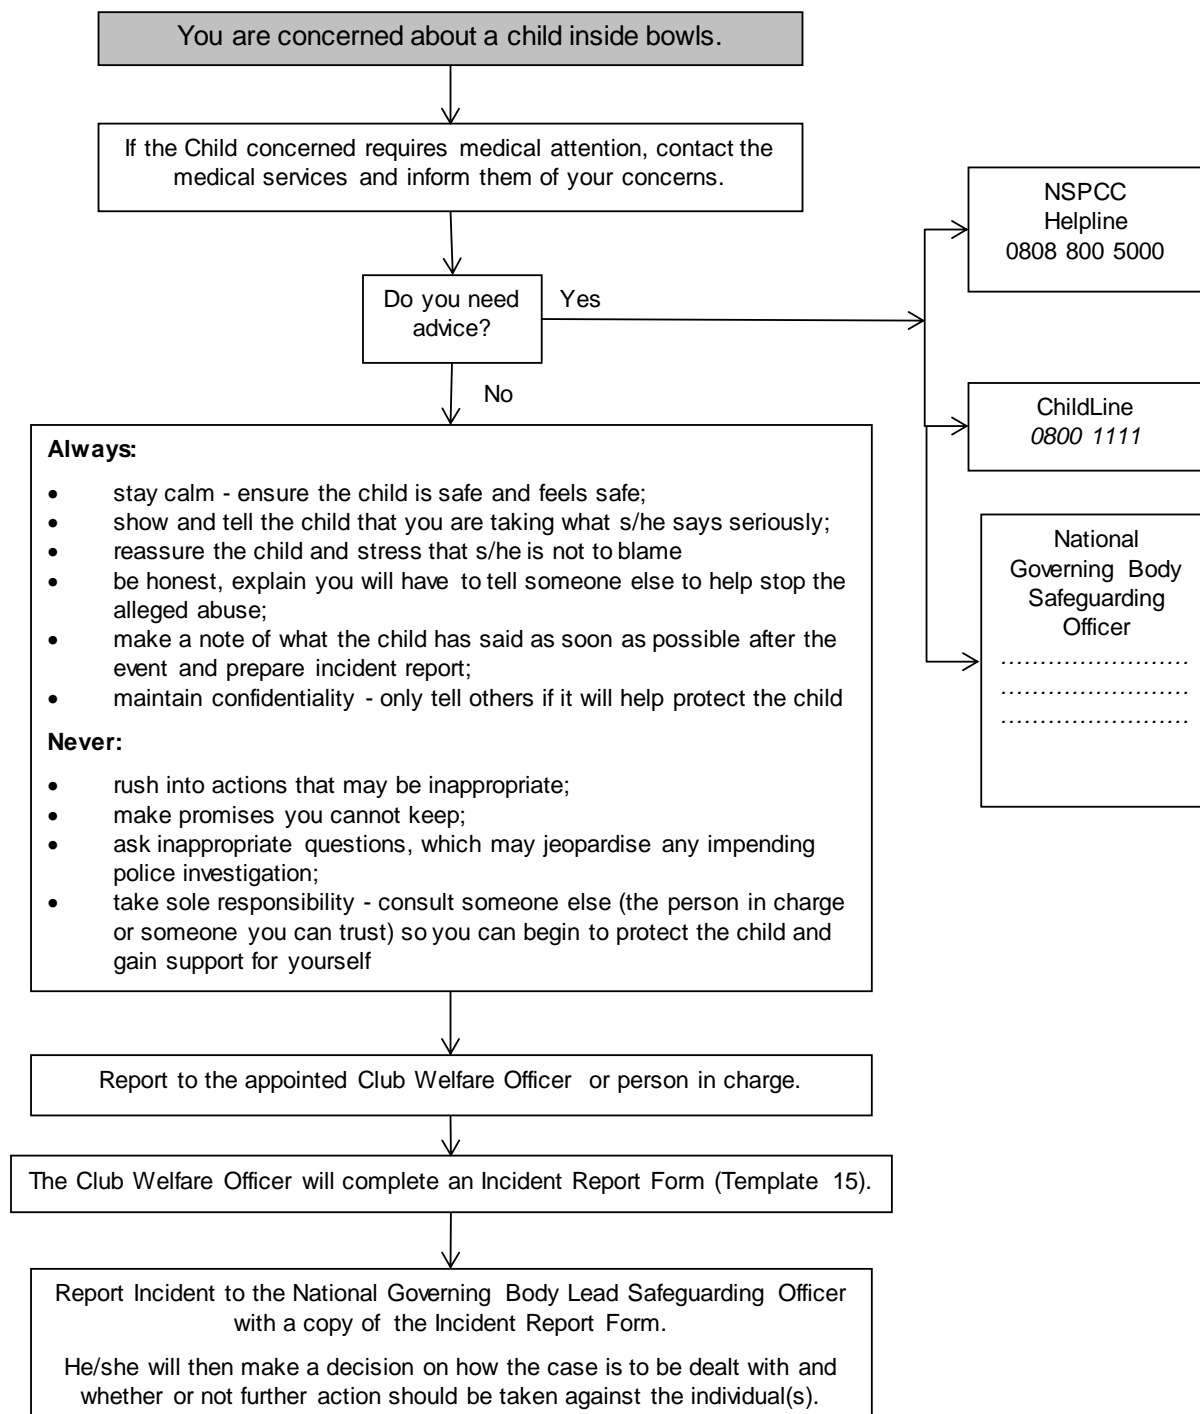 You are concerned about a child inside bowls.
If the Child concerned requires medical attention, contact the
medical services and inform them of your concerns.
Do you need
advice?
Yes
No
NSPCC
Helpline
0808 800 5000
ChildLine
0800 1111
National
Governing Body
Safeguarding
Officer
........................
........................
........................
Always:
• stay calm - ensure the child is safe and feels safe;
• show and tell the child that you are taking what s/he says seriously;
• reassure the child and stress that s/he is not to blame
• be honest, explain you will have to tell someone else to help stop the
alleged abuse;
• make a note of what the child has said as soon as possible after the
event and prepare incident report;
• maintain confidentiality - only tell others if it will help protect the child
Never:
• rush into actions that may be inappropriate;
• make promises you cannot keep;
• ask inappropriate questions, which may jeopardise any impending
police investigation;
• take sole responsibility - consult someone else (the person in charge
or someone you can trust) so you can begin to protect the child and
gain support for yourself
Report to the appointed Club Welfare Officer or person in charge.
The Club Welfare Officer will complete an Incident Report Form (Template 15).
Report Incident to the National Governing Body Lead Safeguarding Officer
with a copy of the Incident Report Form.
He/she will then make a decision on how the case is to be dealt with and
whether or not further action should be taken against the individual(s).